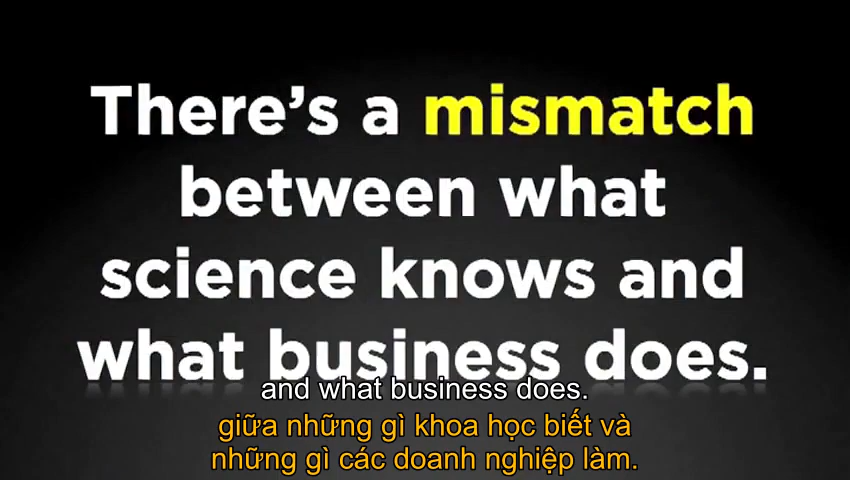 There’s a mismatch
between what
science knows and
what business does.
and what business does.
giữa những gì khoa học biết và
những gì các doanh nghiệp làm.